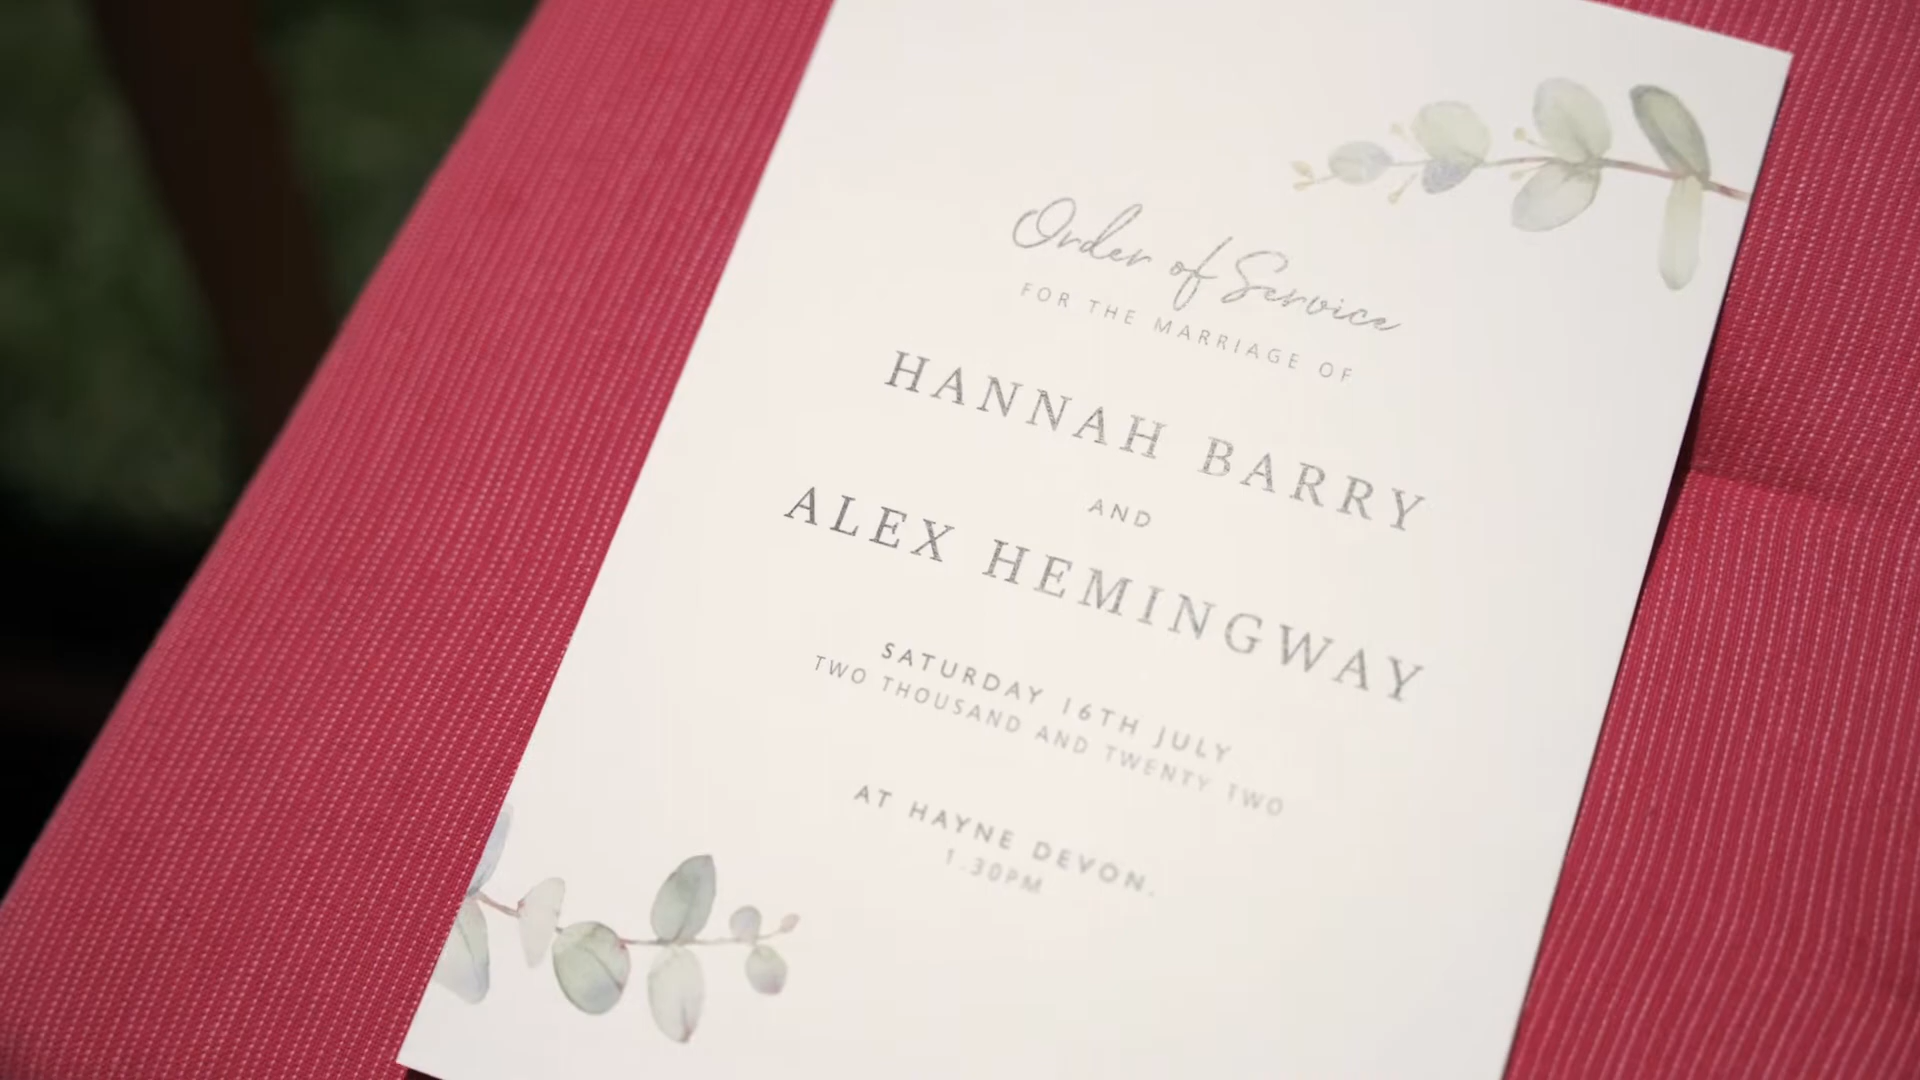 Order of Service
FOR THE MARRIAGE OF
HANNAH BARRY
AND
ALEX HEMINGWAY
SATURDAY 16TH JULY
TWO THOUSAND AND TWENTY TWO
AT HAYNE DEVON.
1.30PM